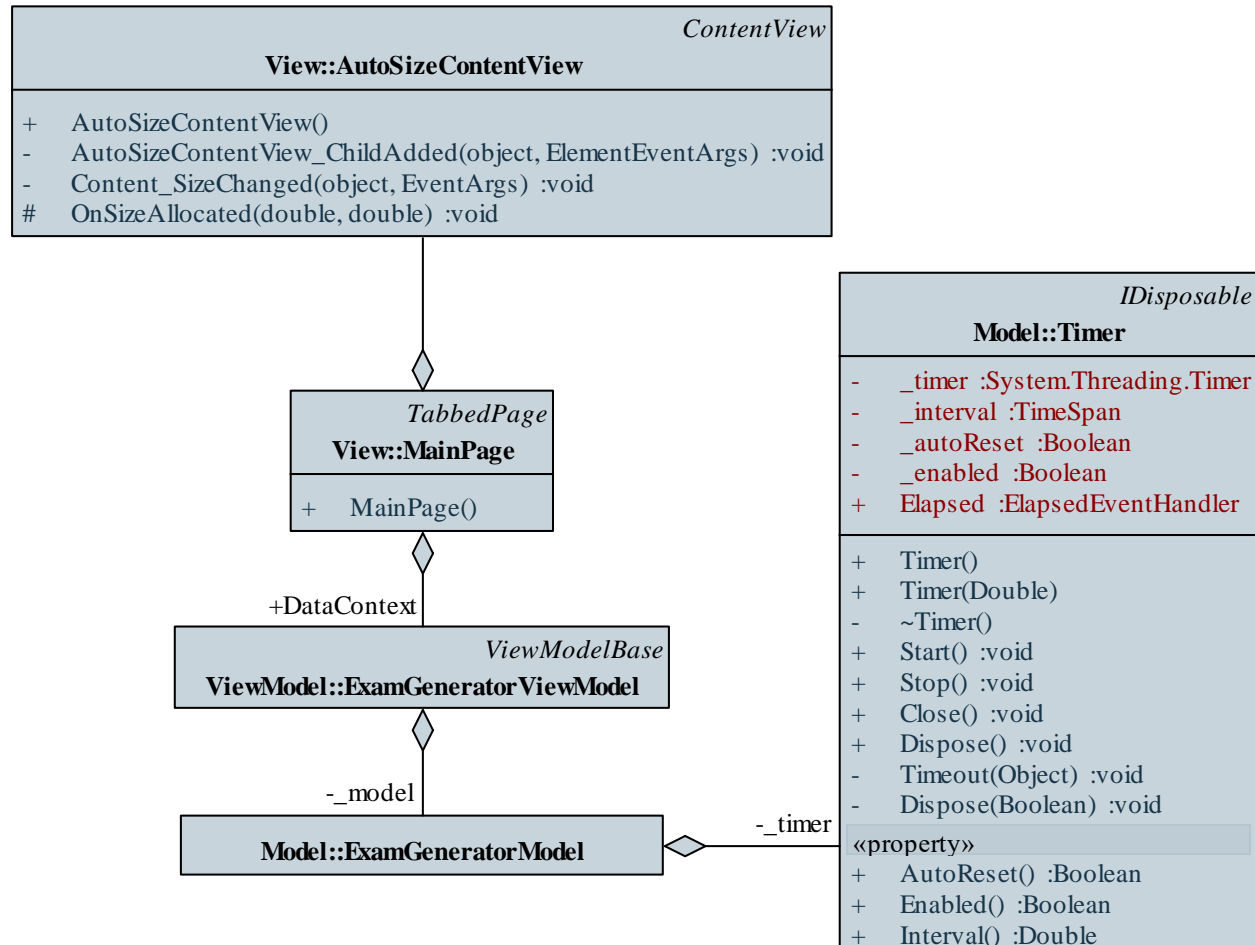 ContentView
View::AutoSizeContentView
+ AutoSizeContentView()
- AutoSizeContentView_ChildAdded(object, ElementEventArgs) :void
- Content_SizeChanged(object, EventArgs) :void
# OnSizeAllocated(double, double) :void
TabbedPage
View::MainPage
+ MainPage()
+DataContext
ViewModelBase
ViewModel::ExamGeneratorViewModel
-_model
Model::ExamGeneratorModel
-_timer
IDisposable
Model::Timer
- _timer :System.Threading.Timer
- _interval :TimeSpan
- _autoReset :Boolean
- _enabled :Boolean
+ Elapsed :ElapsedEventHandler
+ Timer()
+ Timer(Double)
- ~Timer()
+ Start() :void
+ Stop() :void
+ Close() :void
+ Dispose() :void
- Timeout(Object) :void
- Dispose(Boolean) :void
«property»
+ AutoReset() :Boolean
+ Enabled() :Boolean
+ Interval() :Double